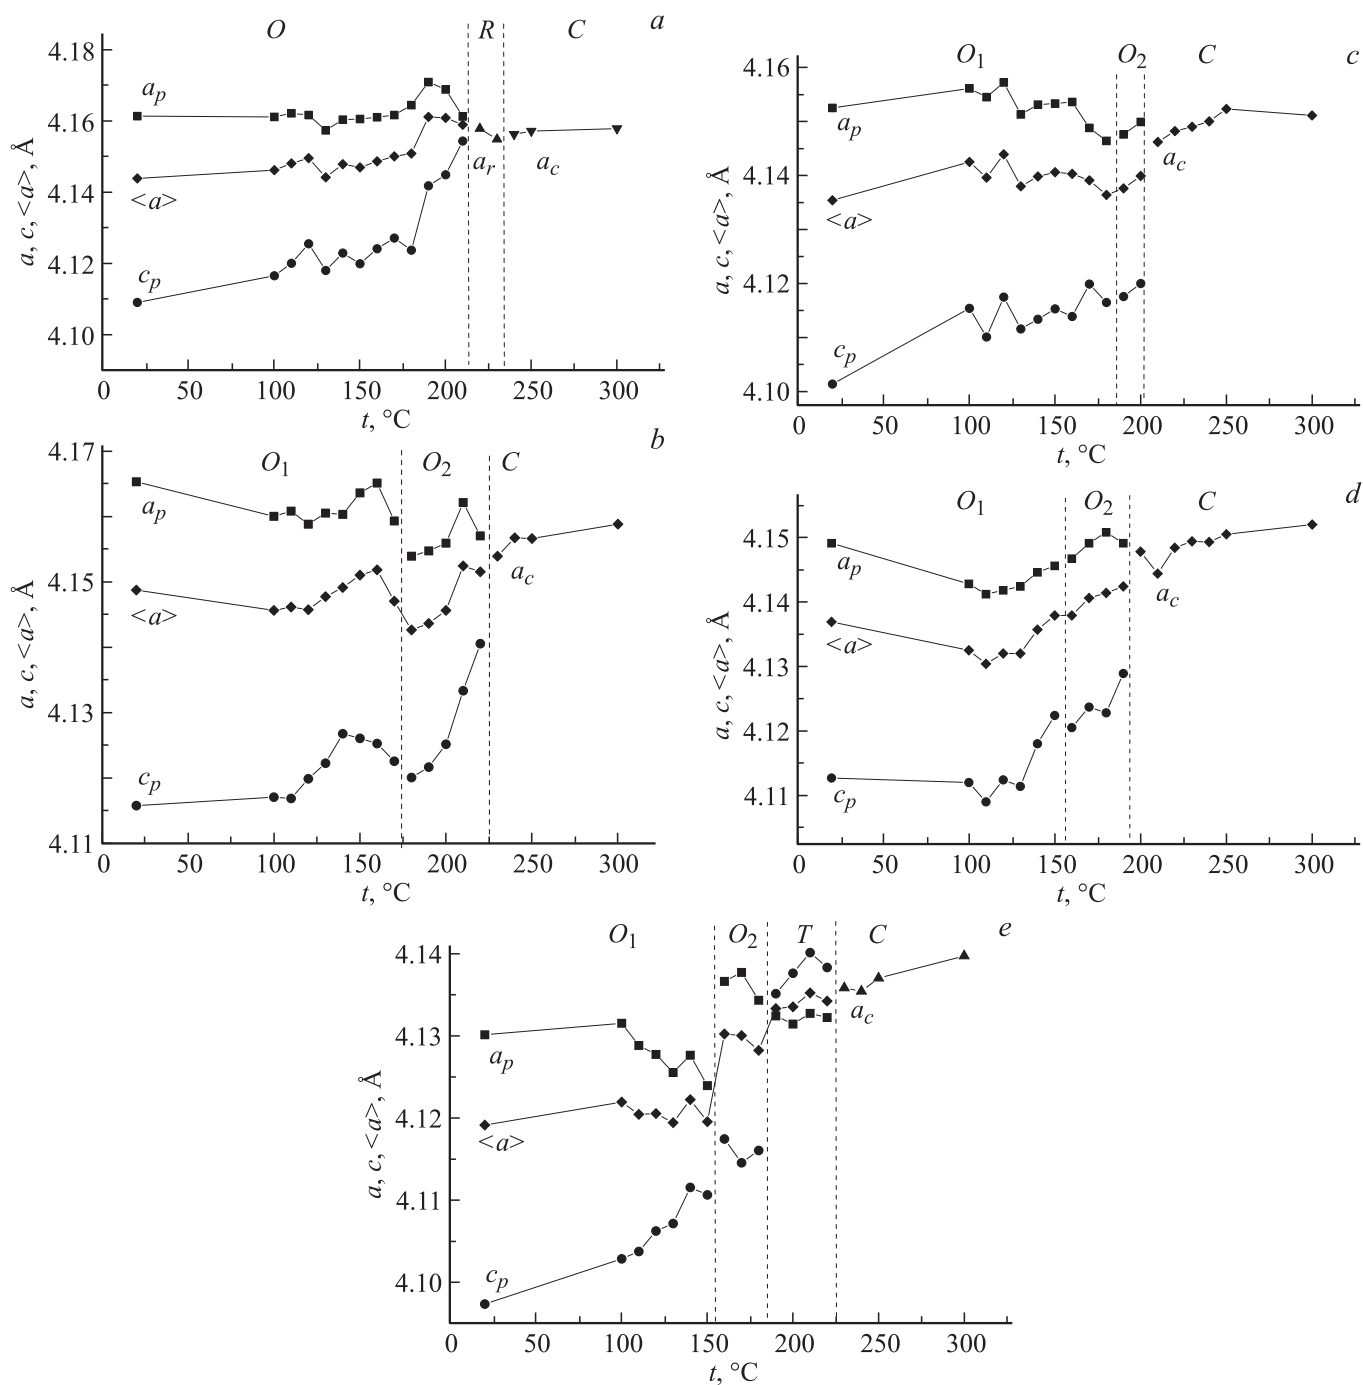 O R C a
4.18
4.16
4.14
4.12
4.10
a, c, <a>, Å
a_p
<a>
c_p
a_r
a_c
0 50 100 150 200 250 300
t, °C
O_1 O_2 C c
4.16
4.14
4.12
4.10
a, c, <a>, Å
a_p
<a>
c_p
a_c
0 50 100 150 200 250 300
t, °C
b
O_1 O_2 C
4.17
4.15
4.13
4.11
a, c, <a>, Å
a_p
<a>
c_p
a_c
0 50 100 150 200 250 300
t, °C
O_1 O_2 C d
4.15
4.14
4.13
4.12
4.11
a, c, <a>, Å
a_p
<a>
c_p
a_c
0 50 100 150 200 250 300
t, °C
O_1 O_2 T C e
4.14
4.13
4.12
4.11
4.10
a, c, <a>, Å
a_p
<a>
c_p
a_c
0 50 100 150 200 250 300
t, °C